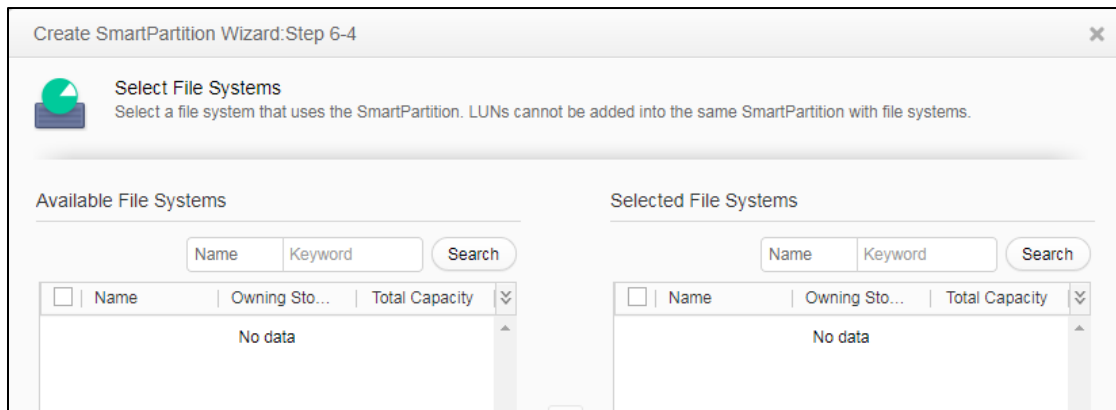 Create SmartPartition Wizard:Step 6-4
Select File Systems
Select a file system that uses the SmartPartition. LUNs cannot be added into the same SmartPartition with file systems.
Available File Systems
Name Keyword Search
Name Owning Sto... Total Capacity
No data
Selected File Systems
Name Keyword Search
Name Owning Sto... Total Capacity
No data